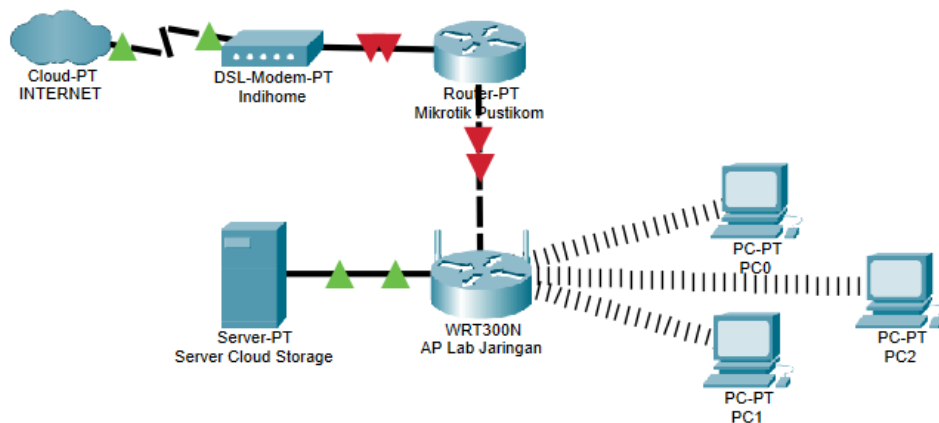 Cloud-PT
INTERNET
DSL-Modem-PT
Indihome
Router-PT
Mikrotik Pustikom
Server-PT
Server Cloud Storage
WRT300N
AP Lab Jaringan
PC-PT
PC0
PC-PT
PC2
PC-PT
PC1